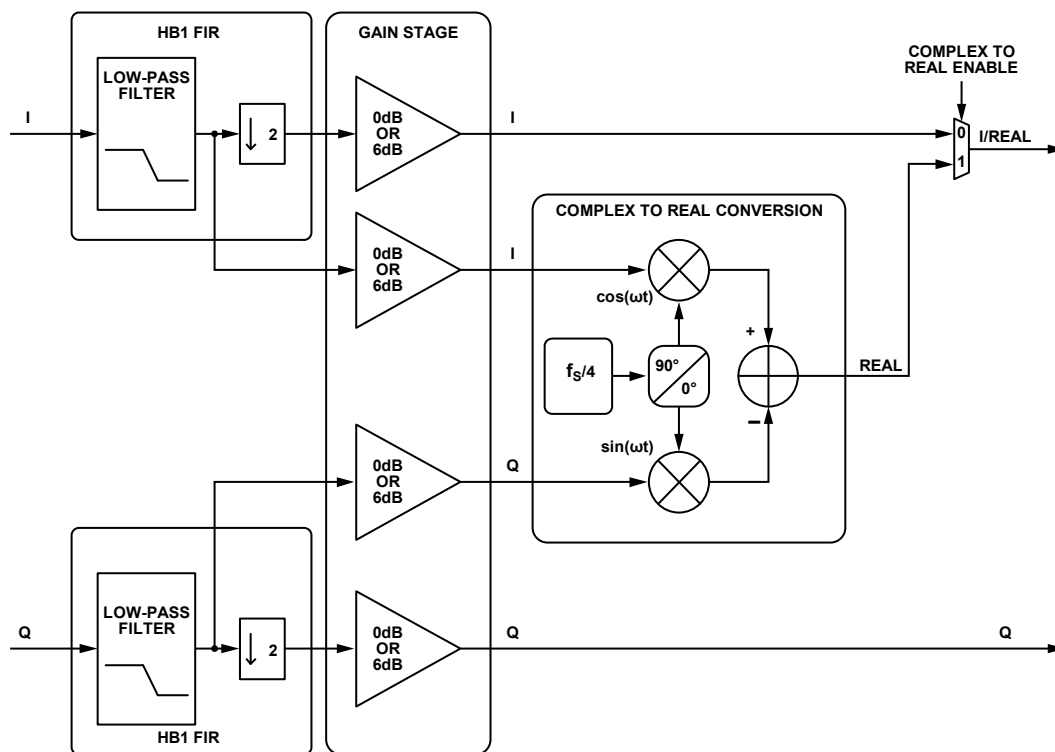 HB1 FIR
GAIN STAGE
COMPLEX TO
REAL ENABLE
LOW-PASS
FILTER
I
2
0dB
OR
6dB
I
0
1
I/REAL
COMPLEX TO REAL CONVERSION
0dB
OR
6dB
I
cos(ωt)
+
fS/4
90°
0°
REAL
–
sin(ωt)
0dB
OR
6dB
Q
LOW-PASS
FILTER
Q
2
0dB
OR
6dB
Q
Q
HB1 FIR